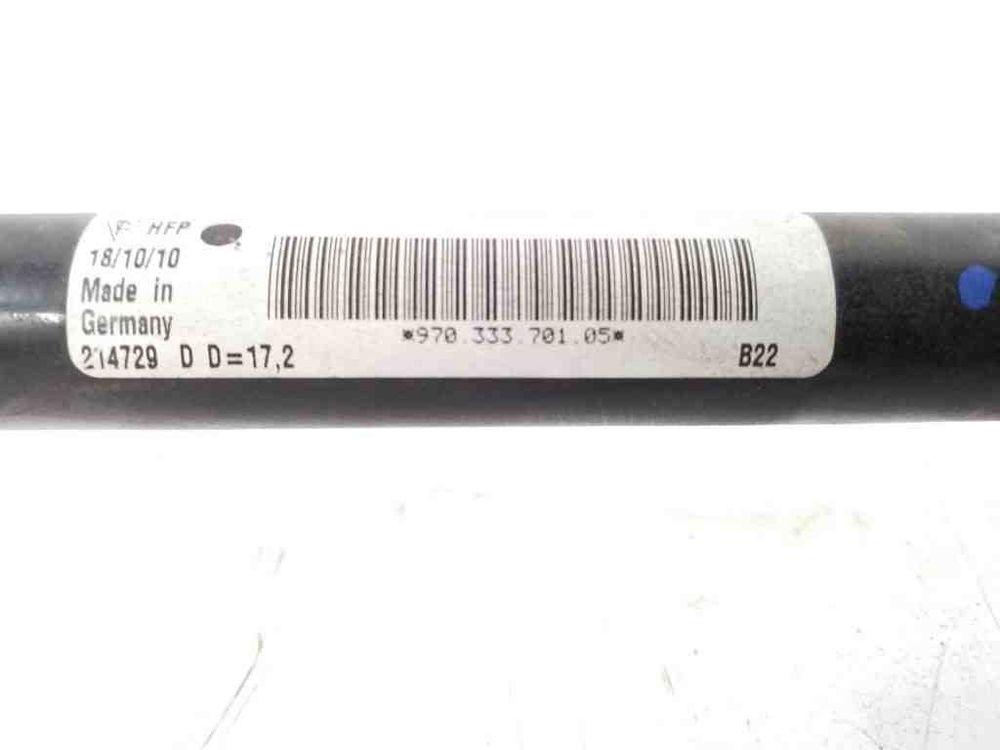 HFP
18/10/10
Made in
Germany
214729 D D=17,2
*970.333.701.05*
B22